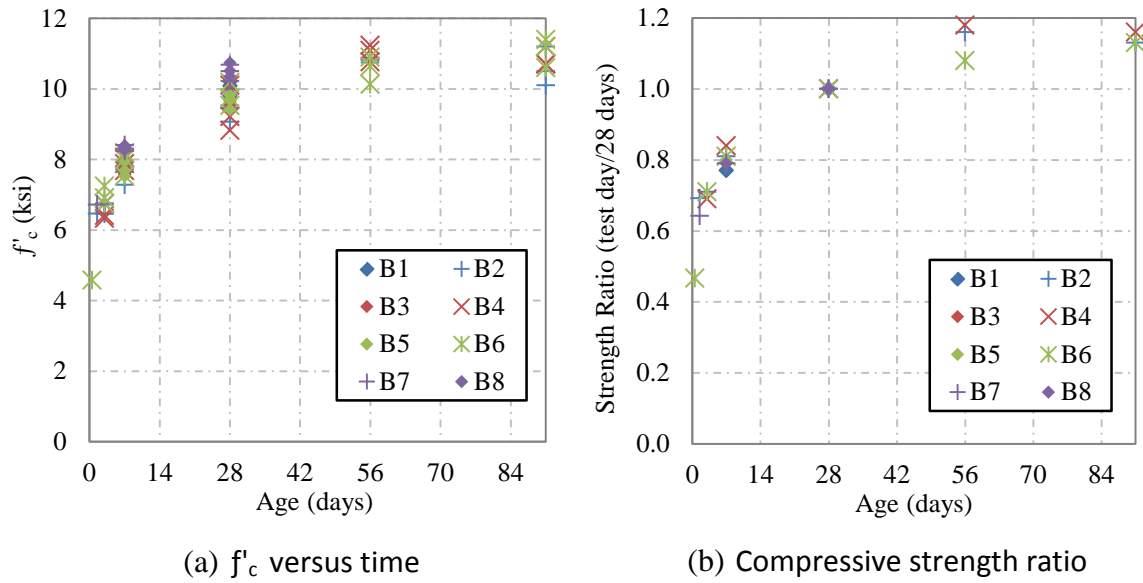 12
10
8
6
4
2
0
f'c (ksi)
B1 B2
B3 B4
B5 B6
B7 B8
0 14 28 42 56 70 84
Age (days)
(a) f'c versus time
1.2
1.0
0.8
0.6
0.4
0.2
0.0
Strength Ratio (test day/28 days)
B1 B2
B3 B4
B5 B6
B7 B8
0 14 28 42 56 70 84
Age (days)
(b) Compressive strength ratio